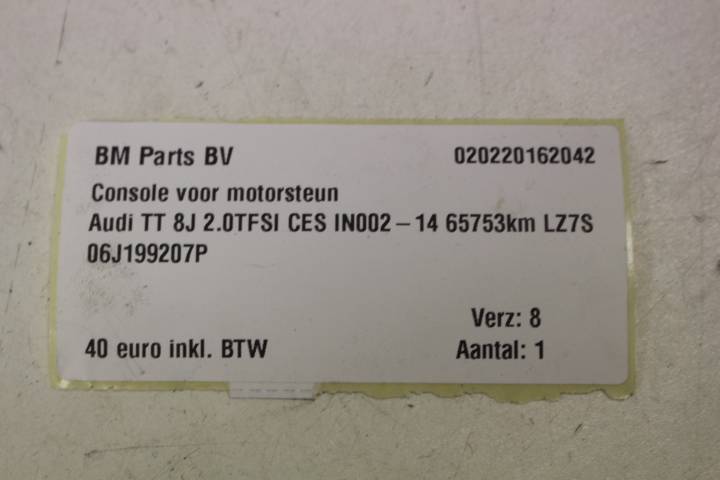 BM Parts BV 020220162042
Console voor motorsteun
Audi TT 8J 2.0TFSI CES IN002-14 65753km LZ7S
06J199207P
Verz: 8
40 euro inkl. BTW Aantal: 1